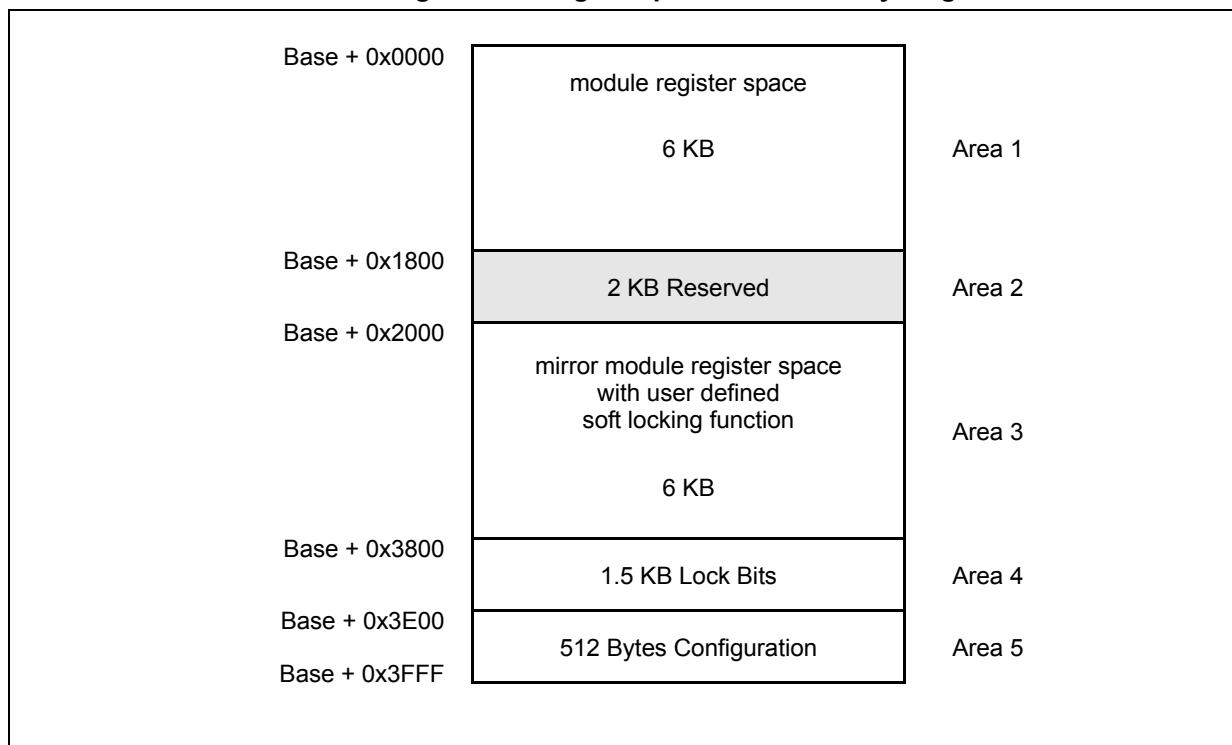 Base + 0x0000
module register space
6 KB
Area 1
Base + 0x1800
2 KB Reserved
Area 2
Base + 0x2000
mirror module register space
with user defined
soft locking function
Area 3
6 KB
Base + 0x3800
1.5 KB Lock Bits
Area 4
Base + 0x3E00
512 Bytes Configuration
Area 5
Base + 0x3FFF